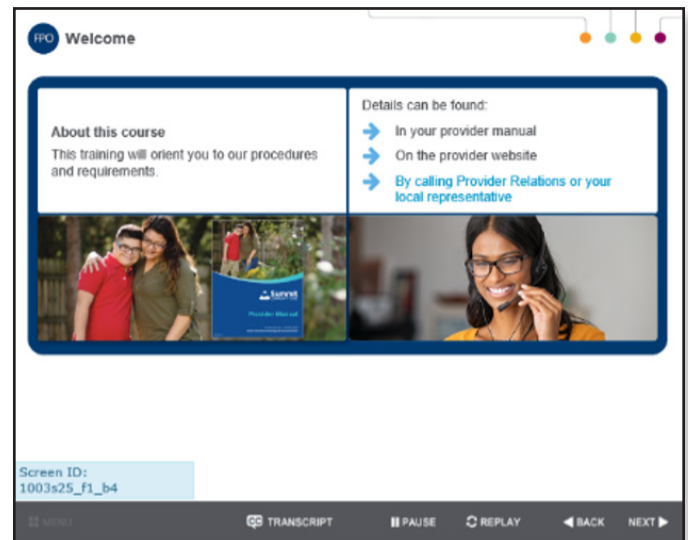 FPO Welcome
About this course
This training will orient you to our procedures
and requirements.
Details can be found:
In your provider manual
On the provider website
By calling Provider Relations or your
local representative
Summit
Provider Manual
Screen ID:
1003s25_f1_b4
MENU
CC TRANSCRIPT
PAUSE
REPLAY
BACK
NEXT